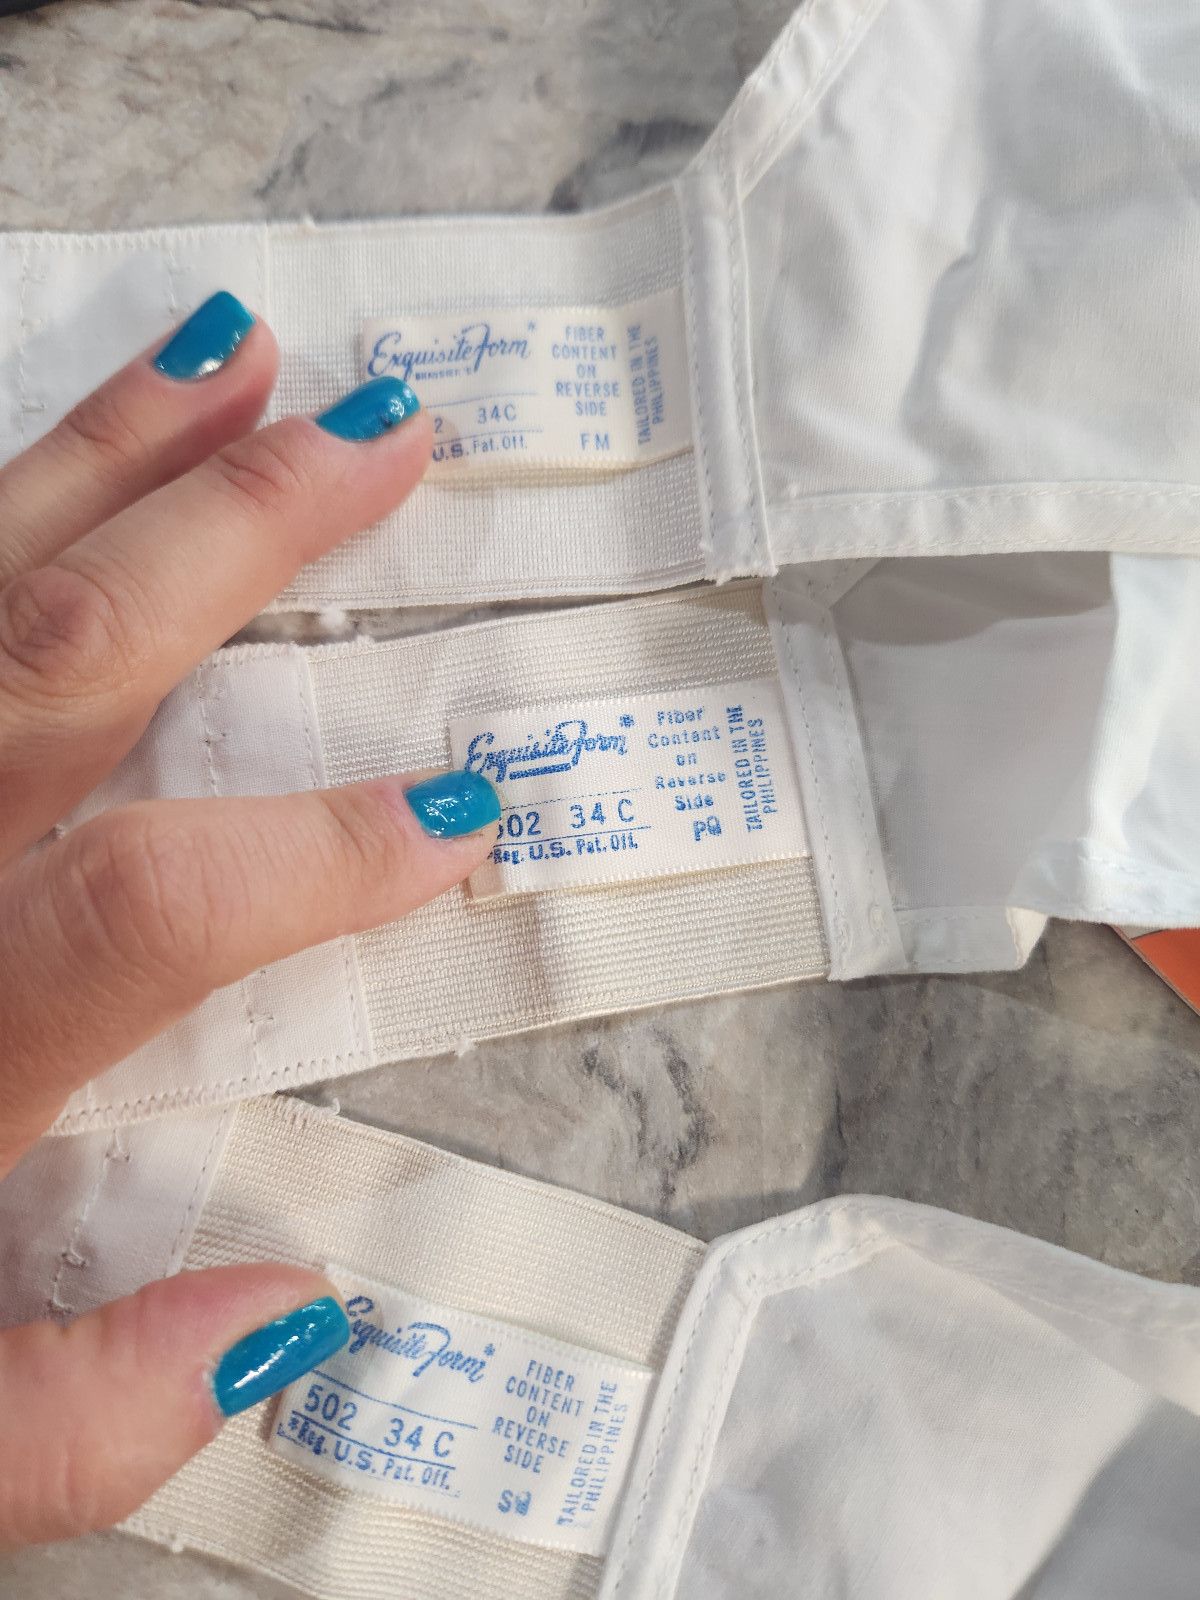 ExquisiteForm*
2 34C
U.S. Pat. Off.
FIBER
CONTENT
ON
REVERSE
SIDE
FM
TAILORED IN THE
PHILIPPINES
ExquisiteForm*
502 34 C
*Reg. U.S. Pat. Off.
Fiber
Content
on
Reverse
Side
TAILORED IN THE
PHILIPPINES
ExquisiteForm*
502 34 C
*Reg. U.S. Pat. Off.
FIBER
CONTENT
ON
REVERSE
SIDE
TAILORED IN THE
PHILIPPINES